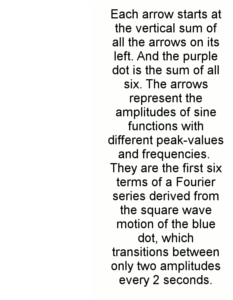 Each arrow starts at
the vertical sum of
all the arrows on its
left. And the purple
dot is the sum of all
six. The arrows
represent the
amplitudes of sine
functions with
different peak-values
and frequencies.
They are the first six
terms of a Fourier
series derived from
the square wave
motion of the blue
dot, which
transitions between
only two amplitudes
every 2 seconds.